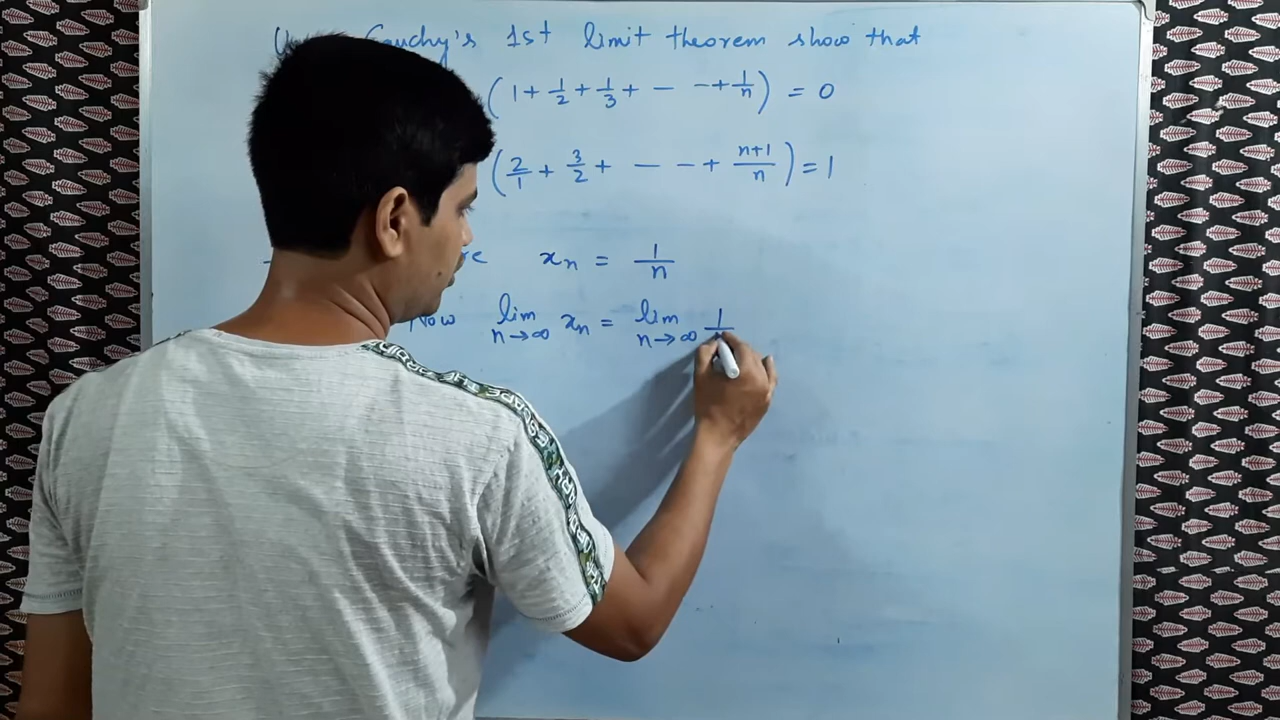 Cauchy's 1st limit theorem show that
(1 + 1/2 + 1/3 + — — + 1/n) = 0
(2/1 + 3/2 + — — + n+1/n) = 1
xn = 1/n
Now lim n→∞ xn = lim n→∞ 1/